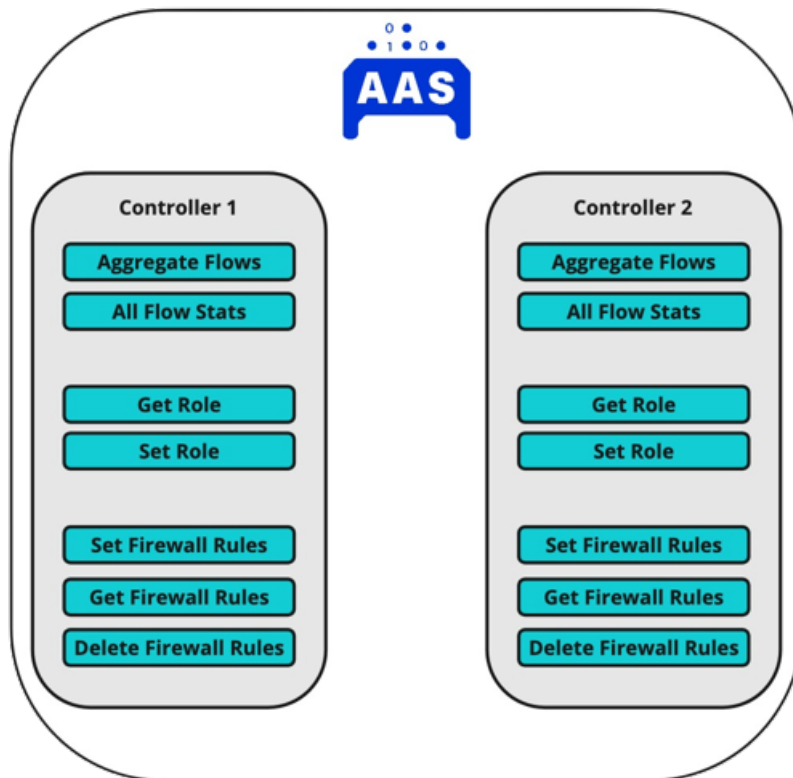 0
1 0
AAS
Controller 1
Aggregate Flows
All Flow Stats
Get Role
Set Role
Set Firewall Rules
Get Firewall Rules
Delete Firewall Rules
Controller 2
Aggregate Flows
All Flow Stats
Get Role
Set Role
Set Firewall Rules
Get Firewall Rules
Delete Firewall Rules